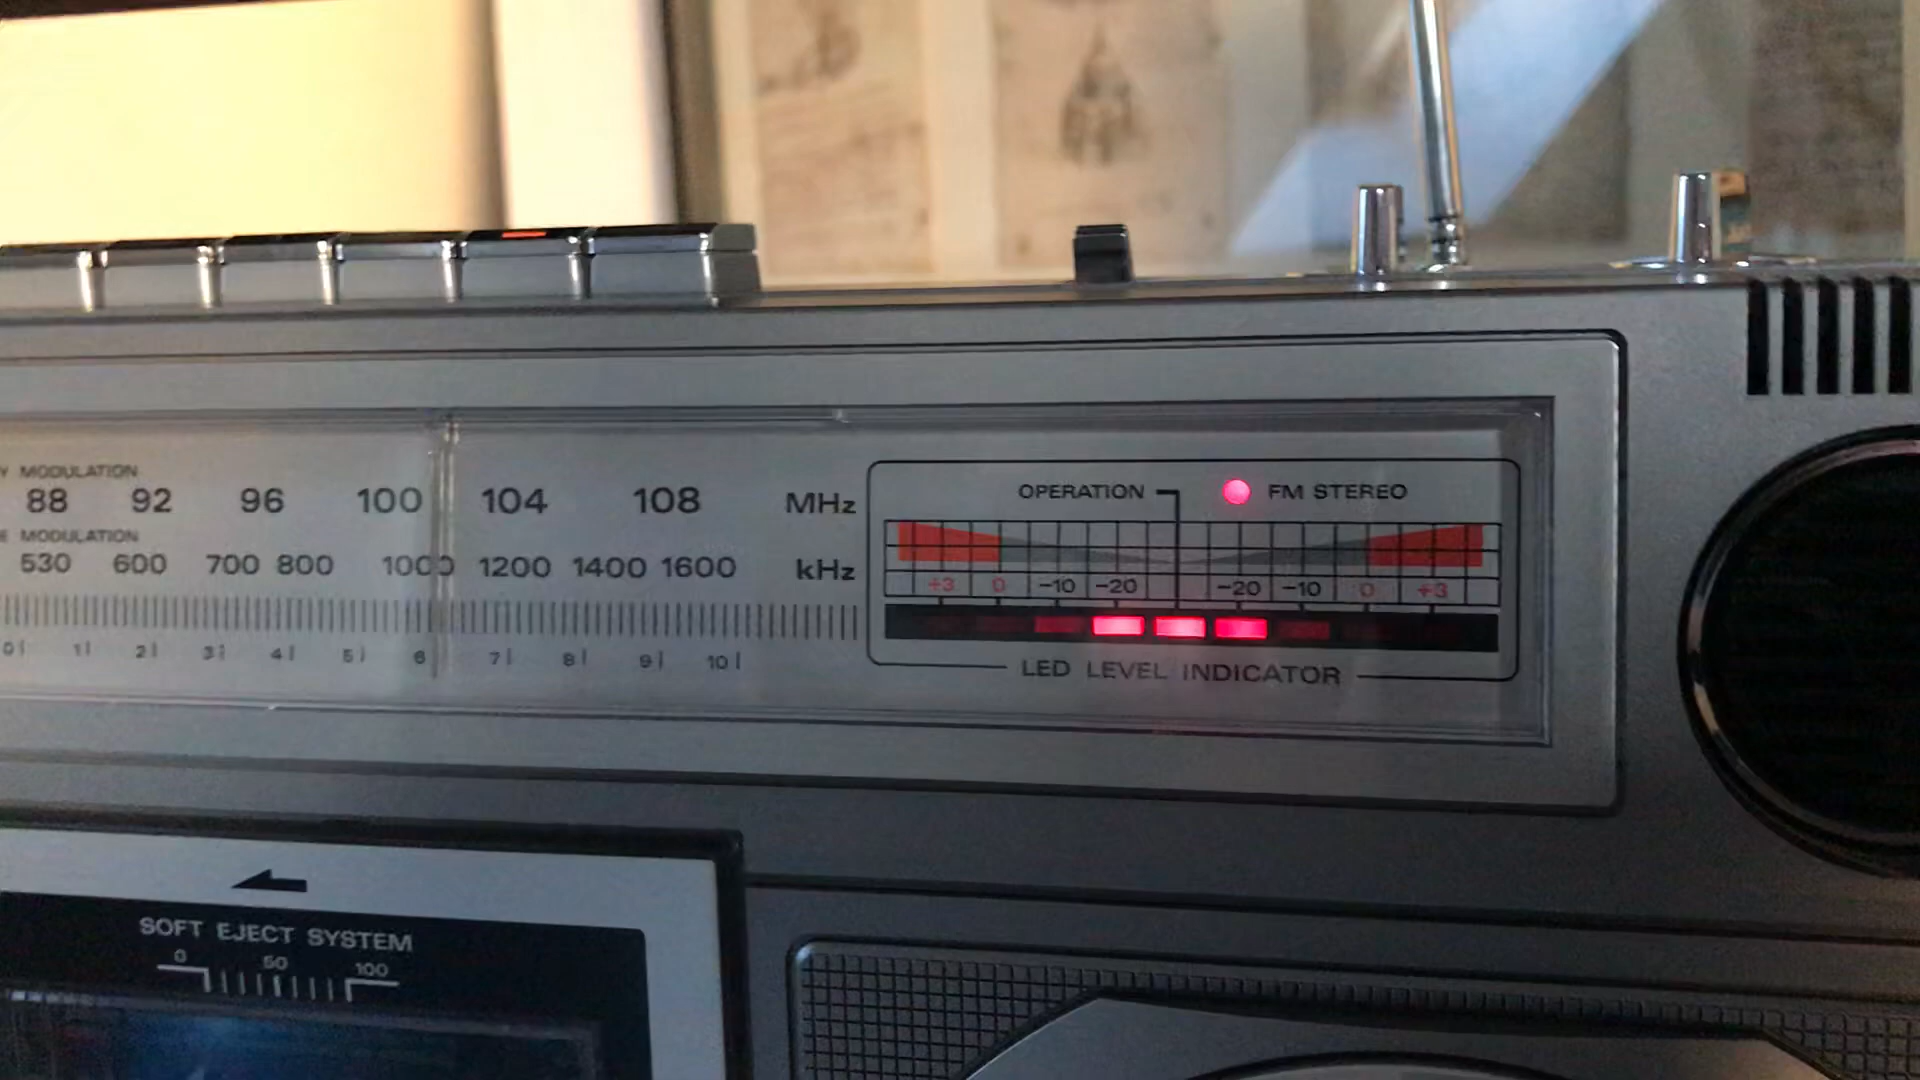 Y MODULATION
88 92 96 100 104 108 MHz
E MODULATION
530 600 700 800 1000 1200 1400 1600 kHz
0 1 2 3 4 5 6 7 8 9 10
OPERATION FM STEREO
+3 0 −10 −20 −20 −10 0 +3
LED LEVEL INDICATOR
SOFT EJECT SYSTEM
0 50 100